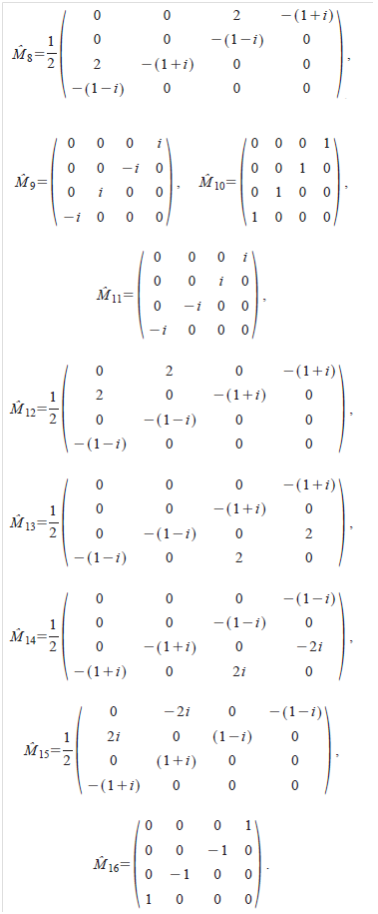 M̂₈=1/2( 0 0 2 −(1+i)
0 0 −(1−i) 0
2 −(1+i) 0 0
−(1−i) 0 0 0 ),
M̂₉=( 0 0 0 i
0 0 −i 0
0 i 0 0
−i 0 0 0 ),
M̂₁₀=( 0 0 0 1
0 0 1 0
0 1 0 0
1 0 0 0 ),
M̂₁₁=( 0 0 0 i
0 0 i 0
0 −i 0 0
−i 0 0 0 ),
M̂₁₂=1/2( 0 2 0 −(1+i)
2 0 −(1+i) 0
0 −(1−i) 0 0
−(1−i) 0 0 0 ),
M̂₁₃=1/2( 0 0 0 −(1+i)
0 0 −(1+i) 0
0 −(1−i) 0 2
−(1−i) 0 2 0 ),
M̂₁₄=1/2( 0 0 0 −(1−i)
0 0 −(1−i) 0
0 −(1+i) 0 −2i
−(1+i) 0 2i 0 ),
M̂₁₅=1/2( 0 −2i 0 −(1−i)
2i 0 (1−i) 0
0 (1+i) 0 0
−(1+i) 0 0 0 ),
M̂₁₆=( 0 0 0 1
0 0 −1 0
0 −1 0 0
1 0 0 0 ).